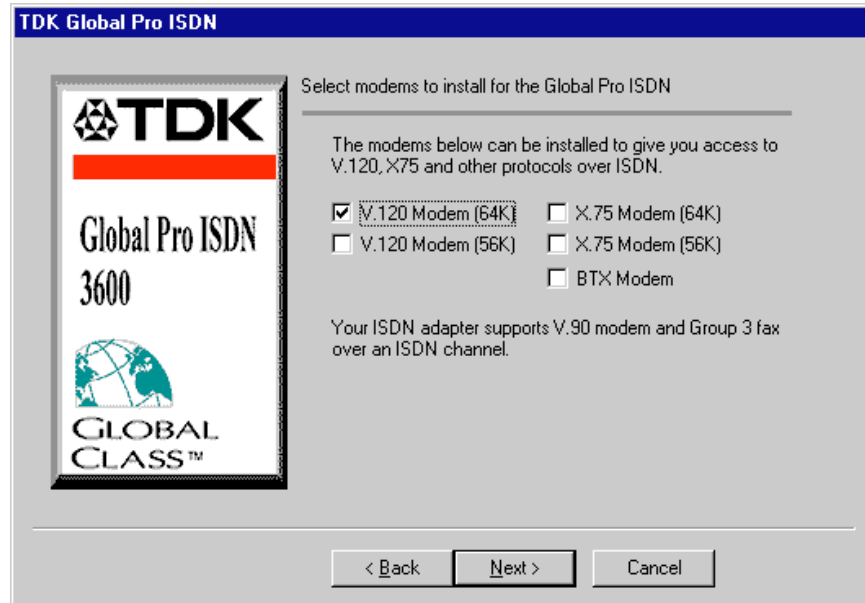 TDK Global Pro ISDN
TDK
Global Pro ISDN
3600
GLOBAL
CLASS™
Select modems to install for the Global Pro ISDN
The modems below can be installed to give you access to
V.120, X75 and other protocols over ISDN.
V.120 Modem (64K)
X.75 Modem (64K)
V.120 Modem (56K)
X.75 Modem (56K)
BTX Modem
Your ISDN adapter supports V.90 modem and Group 3 fax
over an ISDN channel.
< Back
Next >
Cancel